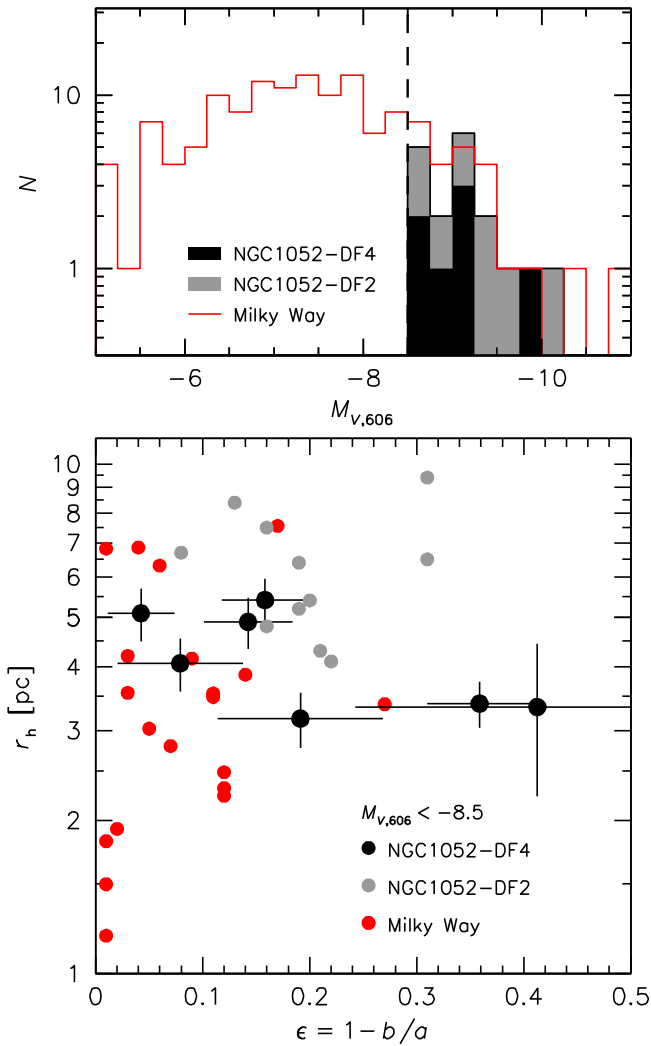 10
1
N
NGC1052-DF4
NGC1052-DF2
Milky Way
−6 −8 −10
M_V,606
10
9
8
7
6
5
4
3
2
1
r_h [pc]
M_V,606 < −8.5
NGC1052-DF4
NGC1052-DF2
Milky Way
0 0.1 0.2 0.3 0.4 0.5
ϵ = 1 − b/a